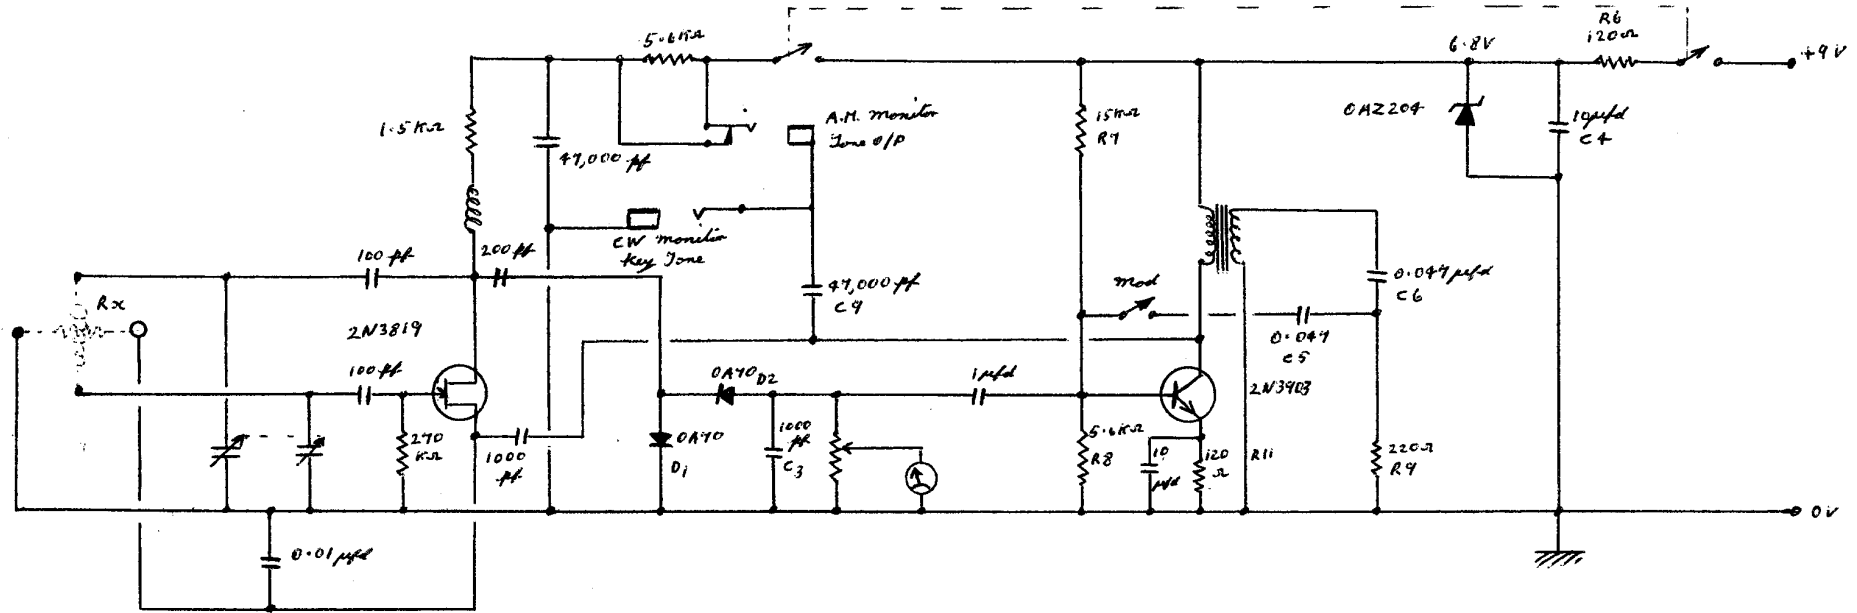 R6
120Ω
+9V
5.6KΩ
6.8V
1.5KΩ
47,000 pf
A.M. monitor
Tone O/P
15KΩ
R7
OAZ204
10μfd
C4
CW monitor
Key Tone
100 pf
200 pf
47,000 pf
C9
Mod
0.047 μfd
C6
0.047
C5
Rx
2N3819
100 pf
OA70 D2
1μfd
2N3903
270
KΩ
1000
pf
OA70
D1
1000
pf
C3
5.6KΩ
R8
10
μfd
120
Ω
R11
220Ω
R9
0V
0.01 μfd